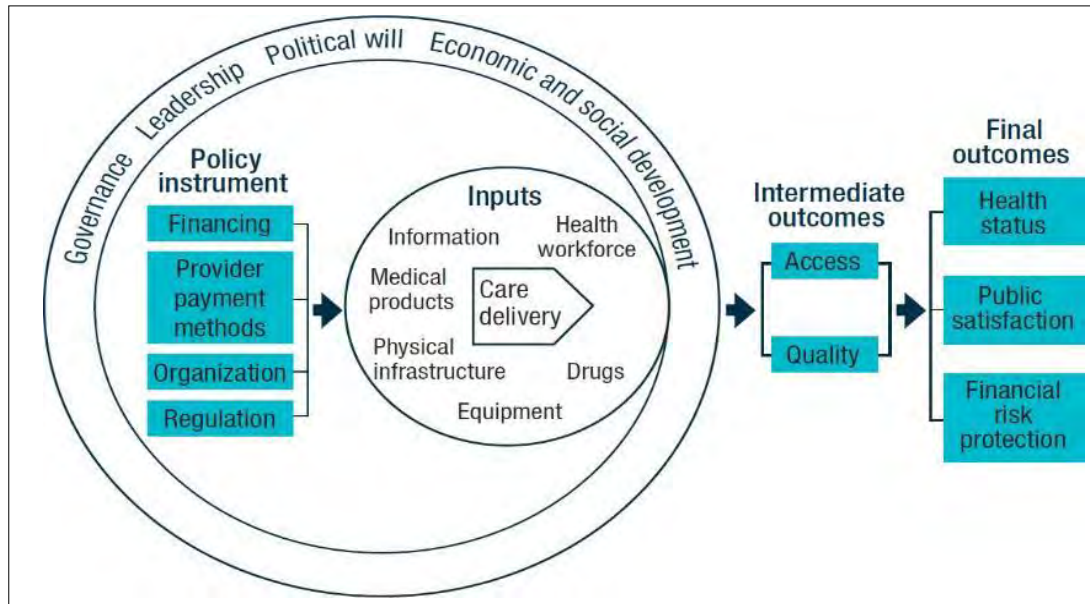 Governance Leadership Political will Economic and social development
Policy
instrument
Financing
Provider
payment
methods
Organization
Regulation
Inputs
Information
Health
workforce
Medical
products
Care
delivery
Physical
infrastructure
Drugs
Equipment
Intermediate
outcomes
Access
Quality
Final
outcomes
Health
status
Public
satisfaction
Financial
risk
protection